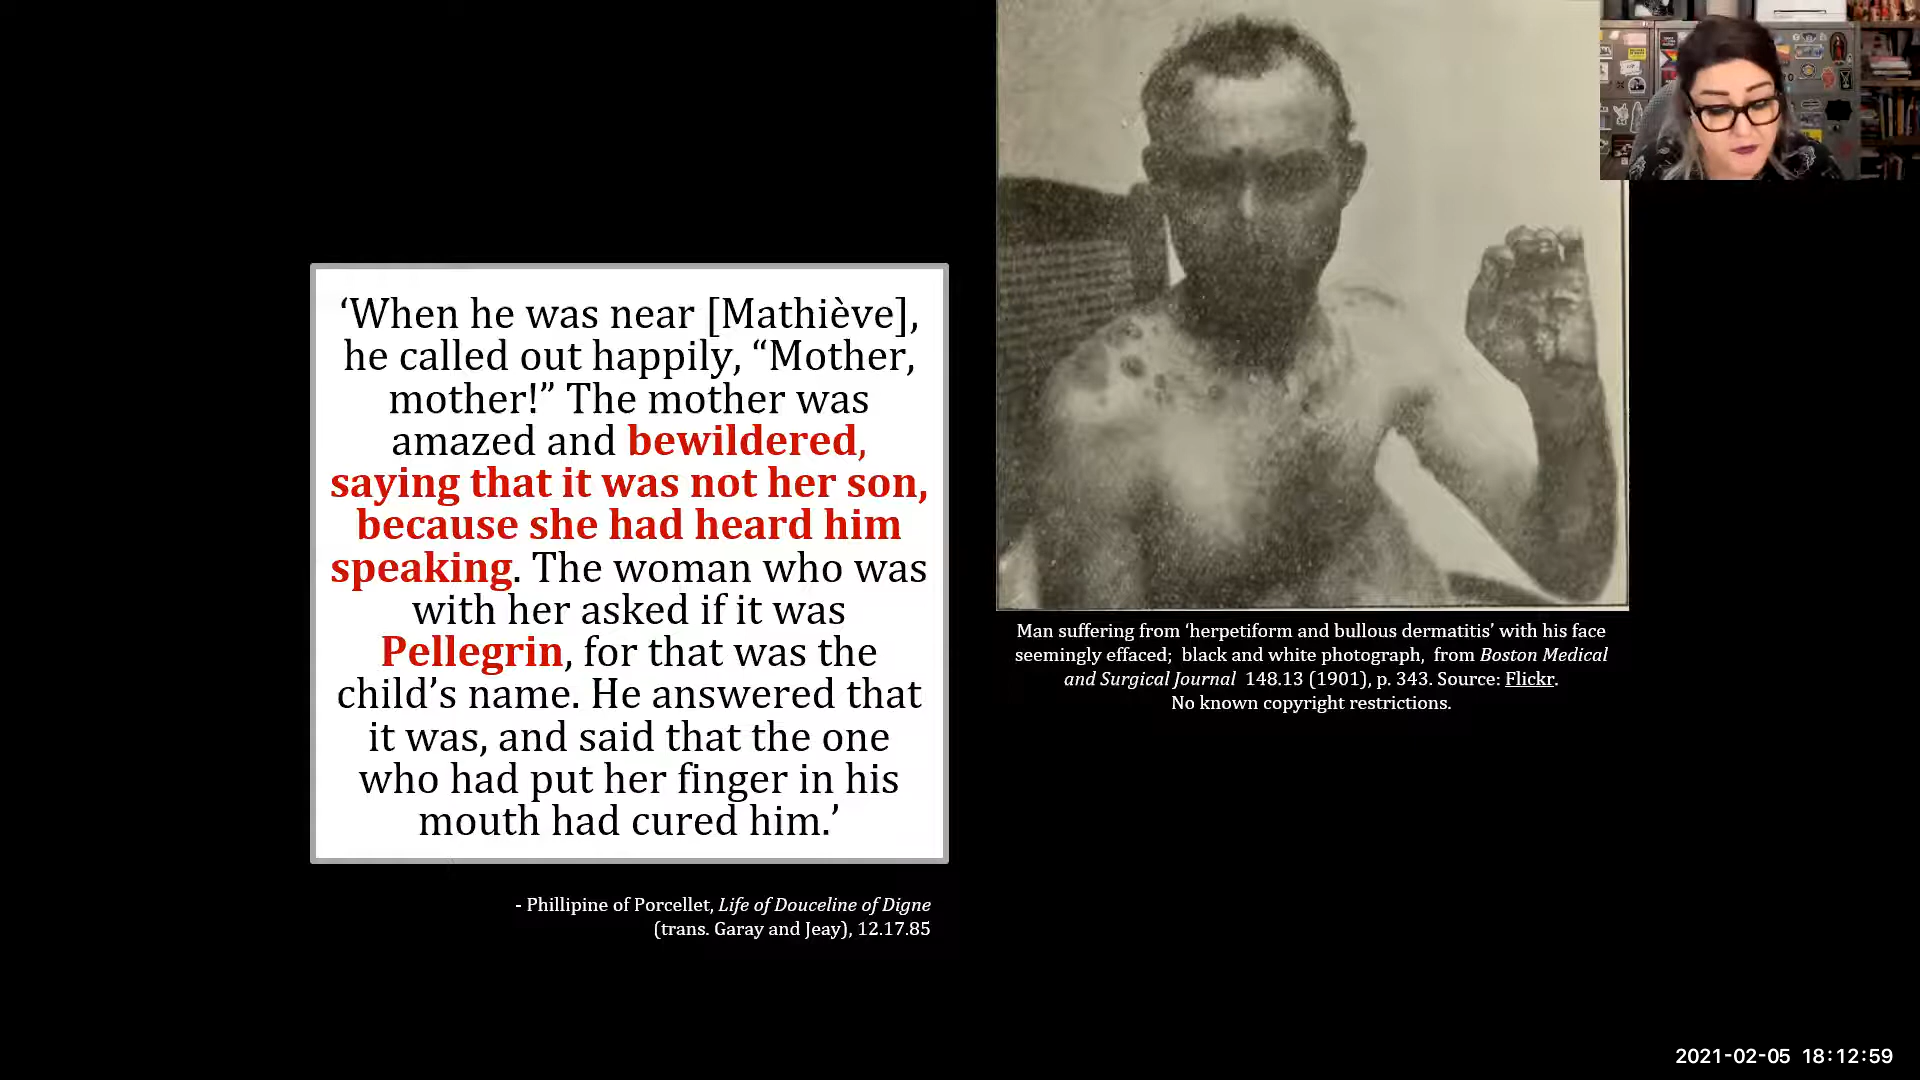 ‘When he was near [Mathiève],
he called out happily, “Mother,
mother!” The mother was
amazed and bewildered,
saying that it was not her son,
because she had heard him
speaking. The woman who was
with her asked if it was
Pellegrin, for that was the
child’s name. He answered that
it was, and said that the one
who had put her finger in his
mouth had cured him.’
- Phillipine of Porcellet, Life of Douceline of Digne
(trans. Garay and Jeay), 12.17.85
Man suffering from ‘herpetiform and bullous dermatitis’ with his face
seemingly effaced; black and white photograph, from Boston Medical
and Surgical Journal 148.13 (1901), p. 343. Source: Flickr.
No known copyright restrictions.
2021-02-05 18:12:59